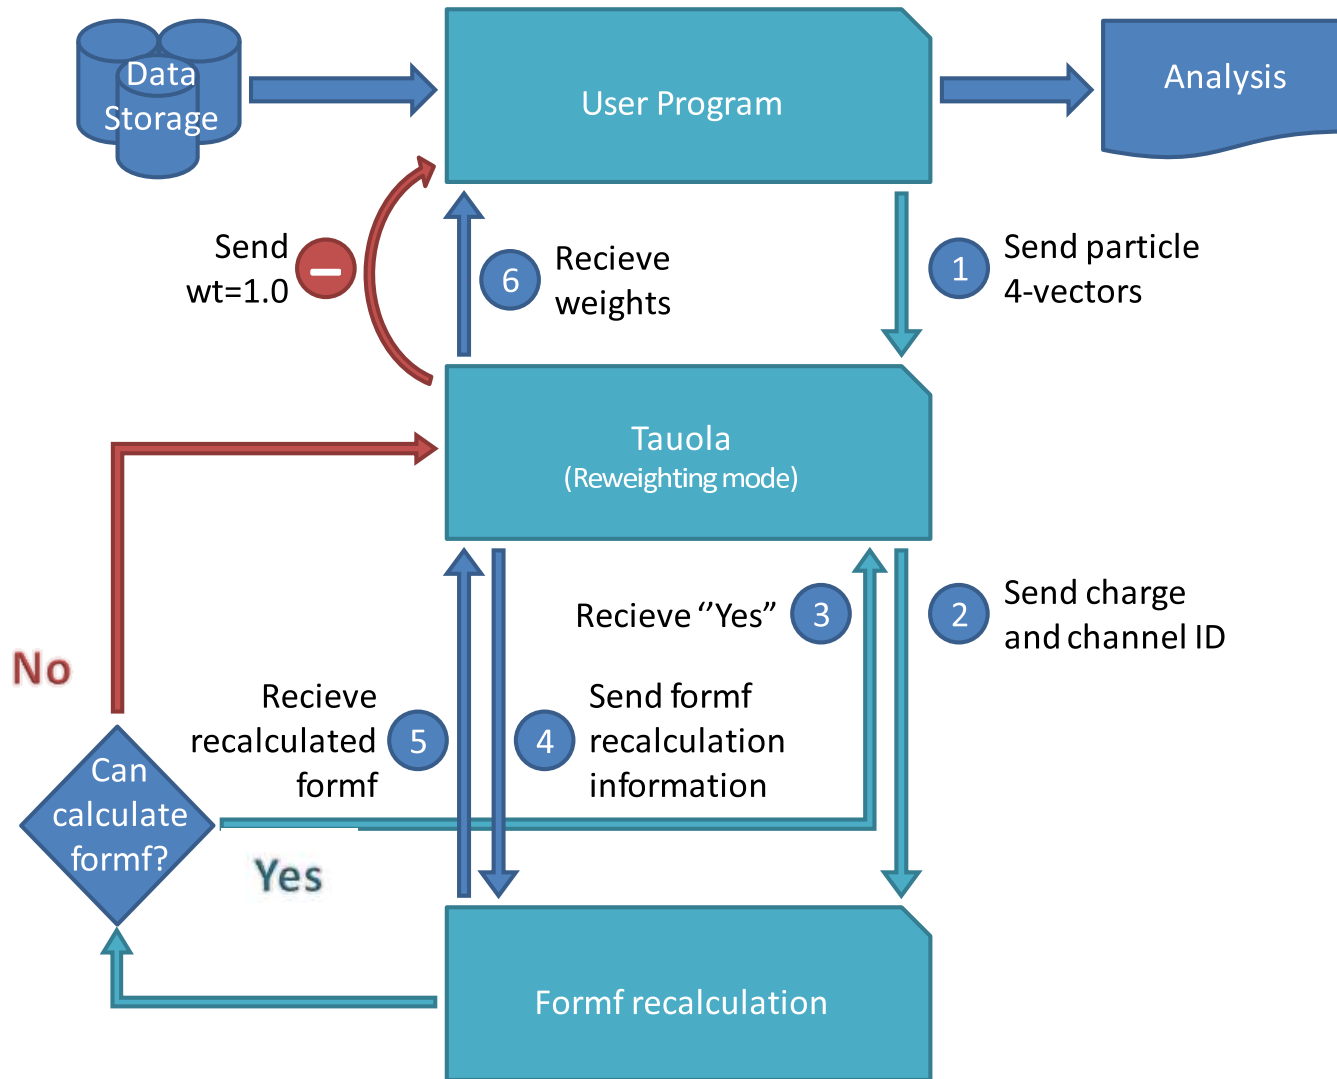 Data
Storage
User Program
Analysis
Send
wt=1.0
6
Recieve
weights
1
Send particle
4-vectors
Tauola
(Reweighting mode)
Recieve ‘’Yes”
3
2
Send charge
and channel ID
No
Recieve
recalculated
formf
5
4
Send formf
recalculation
information
Can
calculate
formf?
Yes
Formf recalculation